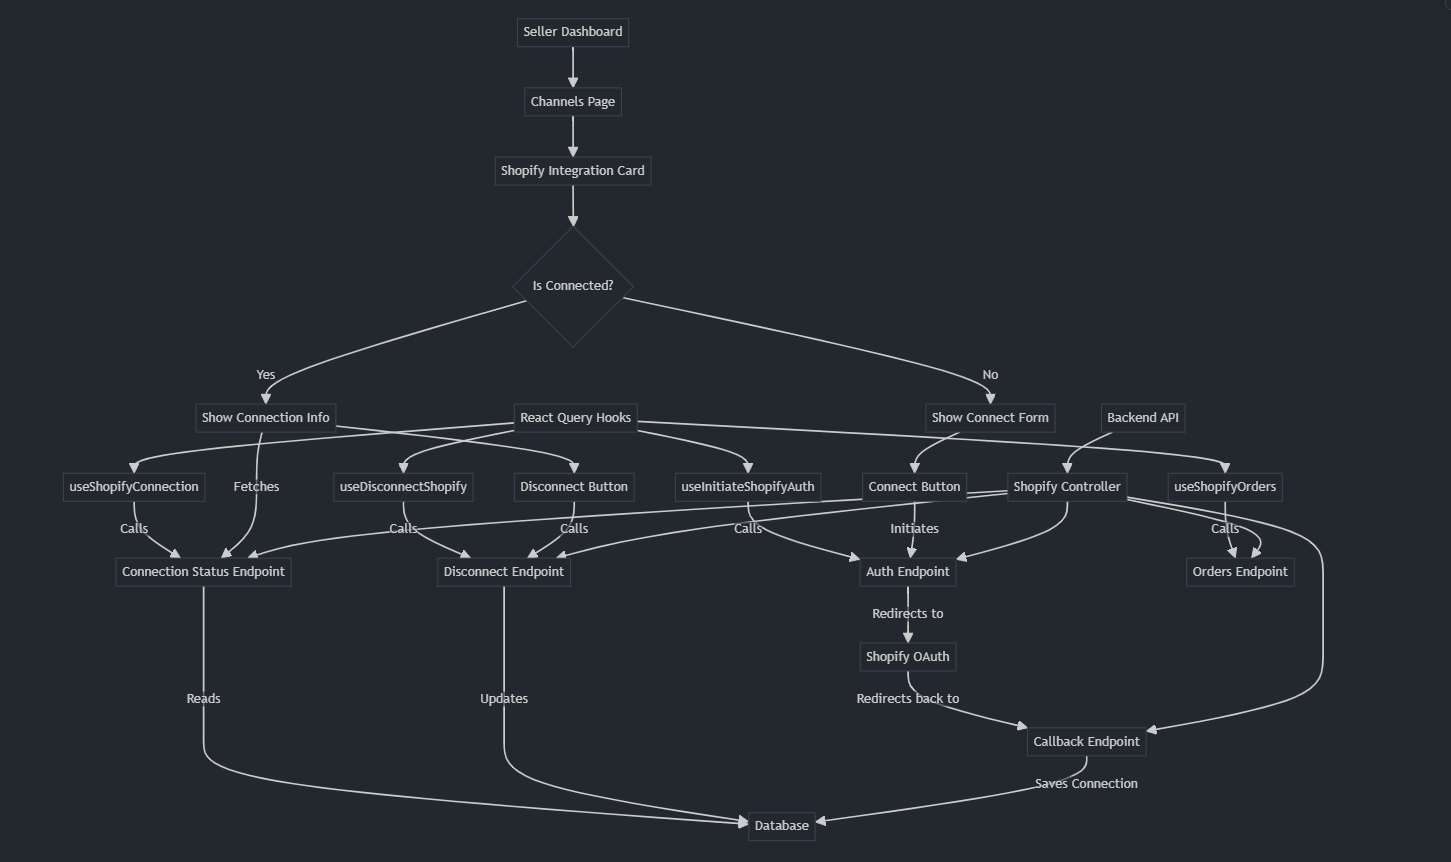 Seller Dashboard
Channels Page
Shopify Integration Card
Is Connected?
Yes
No
Show Connection Info
React Query Hooks
Show Connect Form
Backend API
useShopifyConnection
Fetches
useDisconnectShopify
Disconnect Button
useInitiateShopifyAuth
Connect Button
Shopify Controller
useShopifyOrders
Calls
Calls
Calls
Calls
Initiates
Calls
Connection Status Endpoint
Disconnect Endpoint
Auth Endpoint
Orders Endpoint
Redirects to
Shopify OAuth
Reads
Updates
Redirects back to
Callback Endpoint
Saves Connection
Database